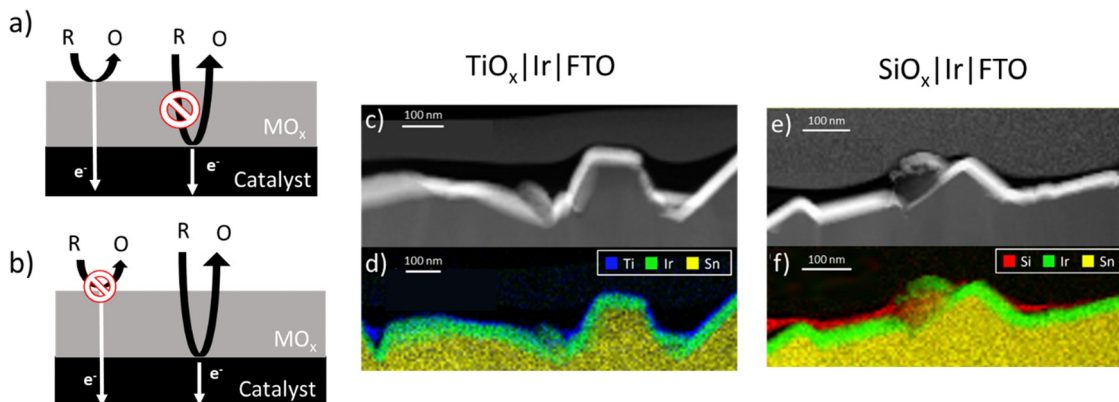 a)
R O R O
MOₓ
e⁻ e⁻
Catalyst
b)
R O R O
MOₓ
e⁻ e⁻
Catalyst
TiOₓ|Ir|FTO
c) 100 nm
d) 100 nm
Ti Ir Sn
SiOₓ|Ir|FTO
e) 100 nm
f) 100 nm
Si Ir Sn